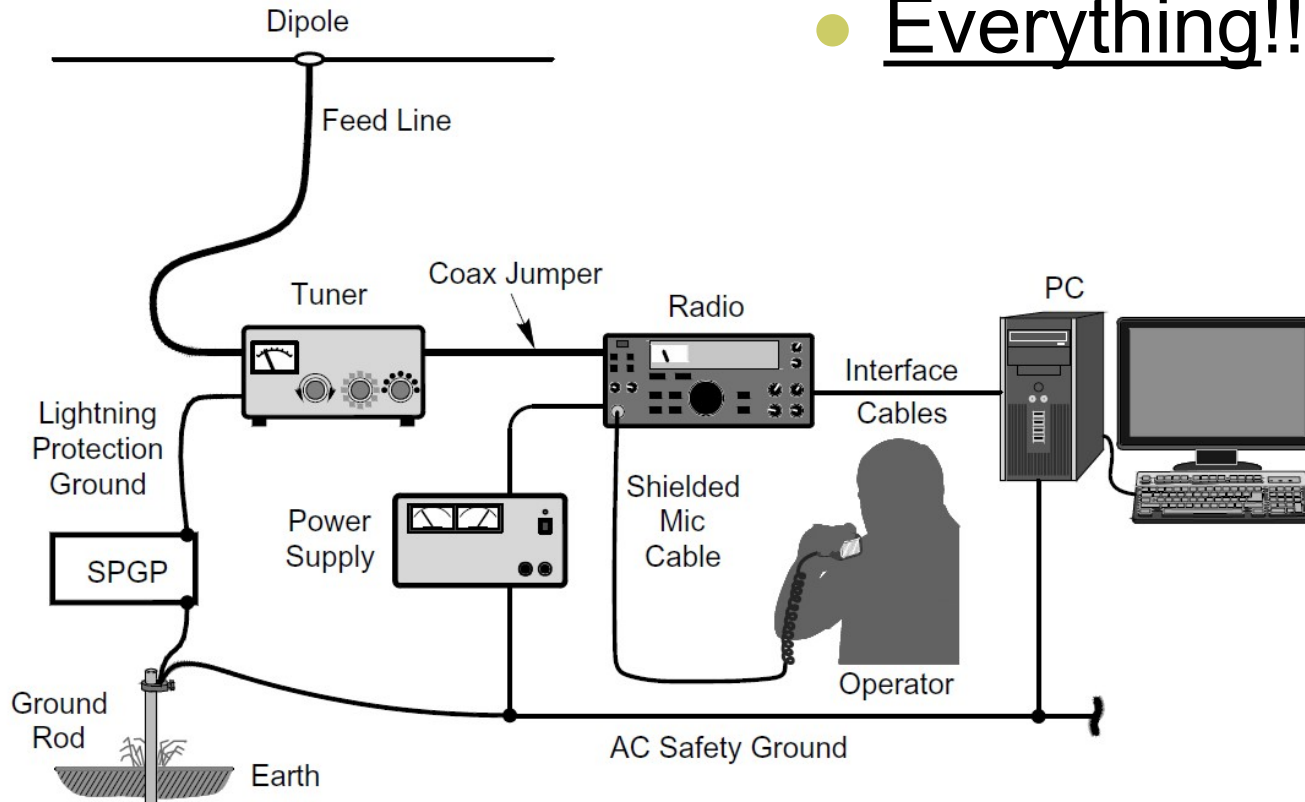 Dipole
• Everything!!
Feed Line
Coax Jumper
Tuner
Radio
PC
Interface
Cables
Lightning
Protection
Ground
Power
Supply
Shielded
Mic
Cable
SPGP
Operator
Ground
Rod
AC Safety Ground
Earth